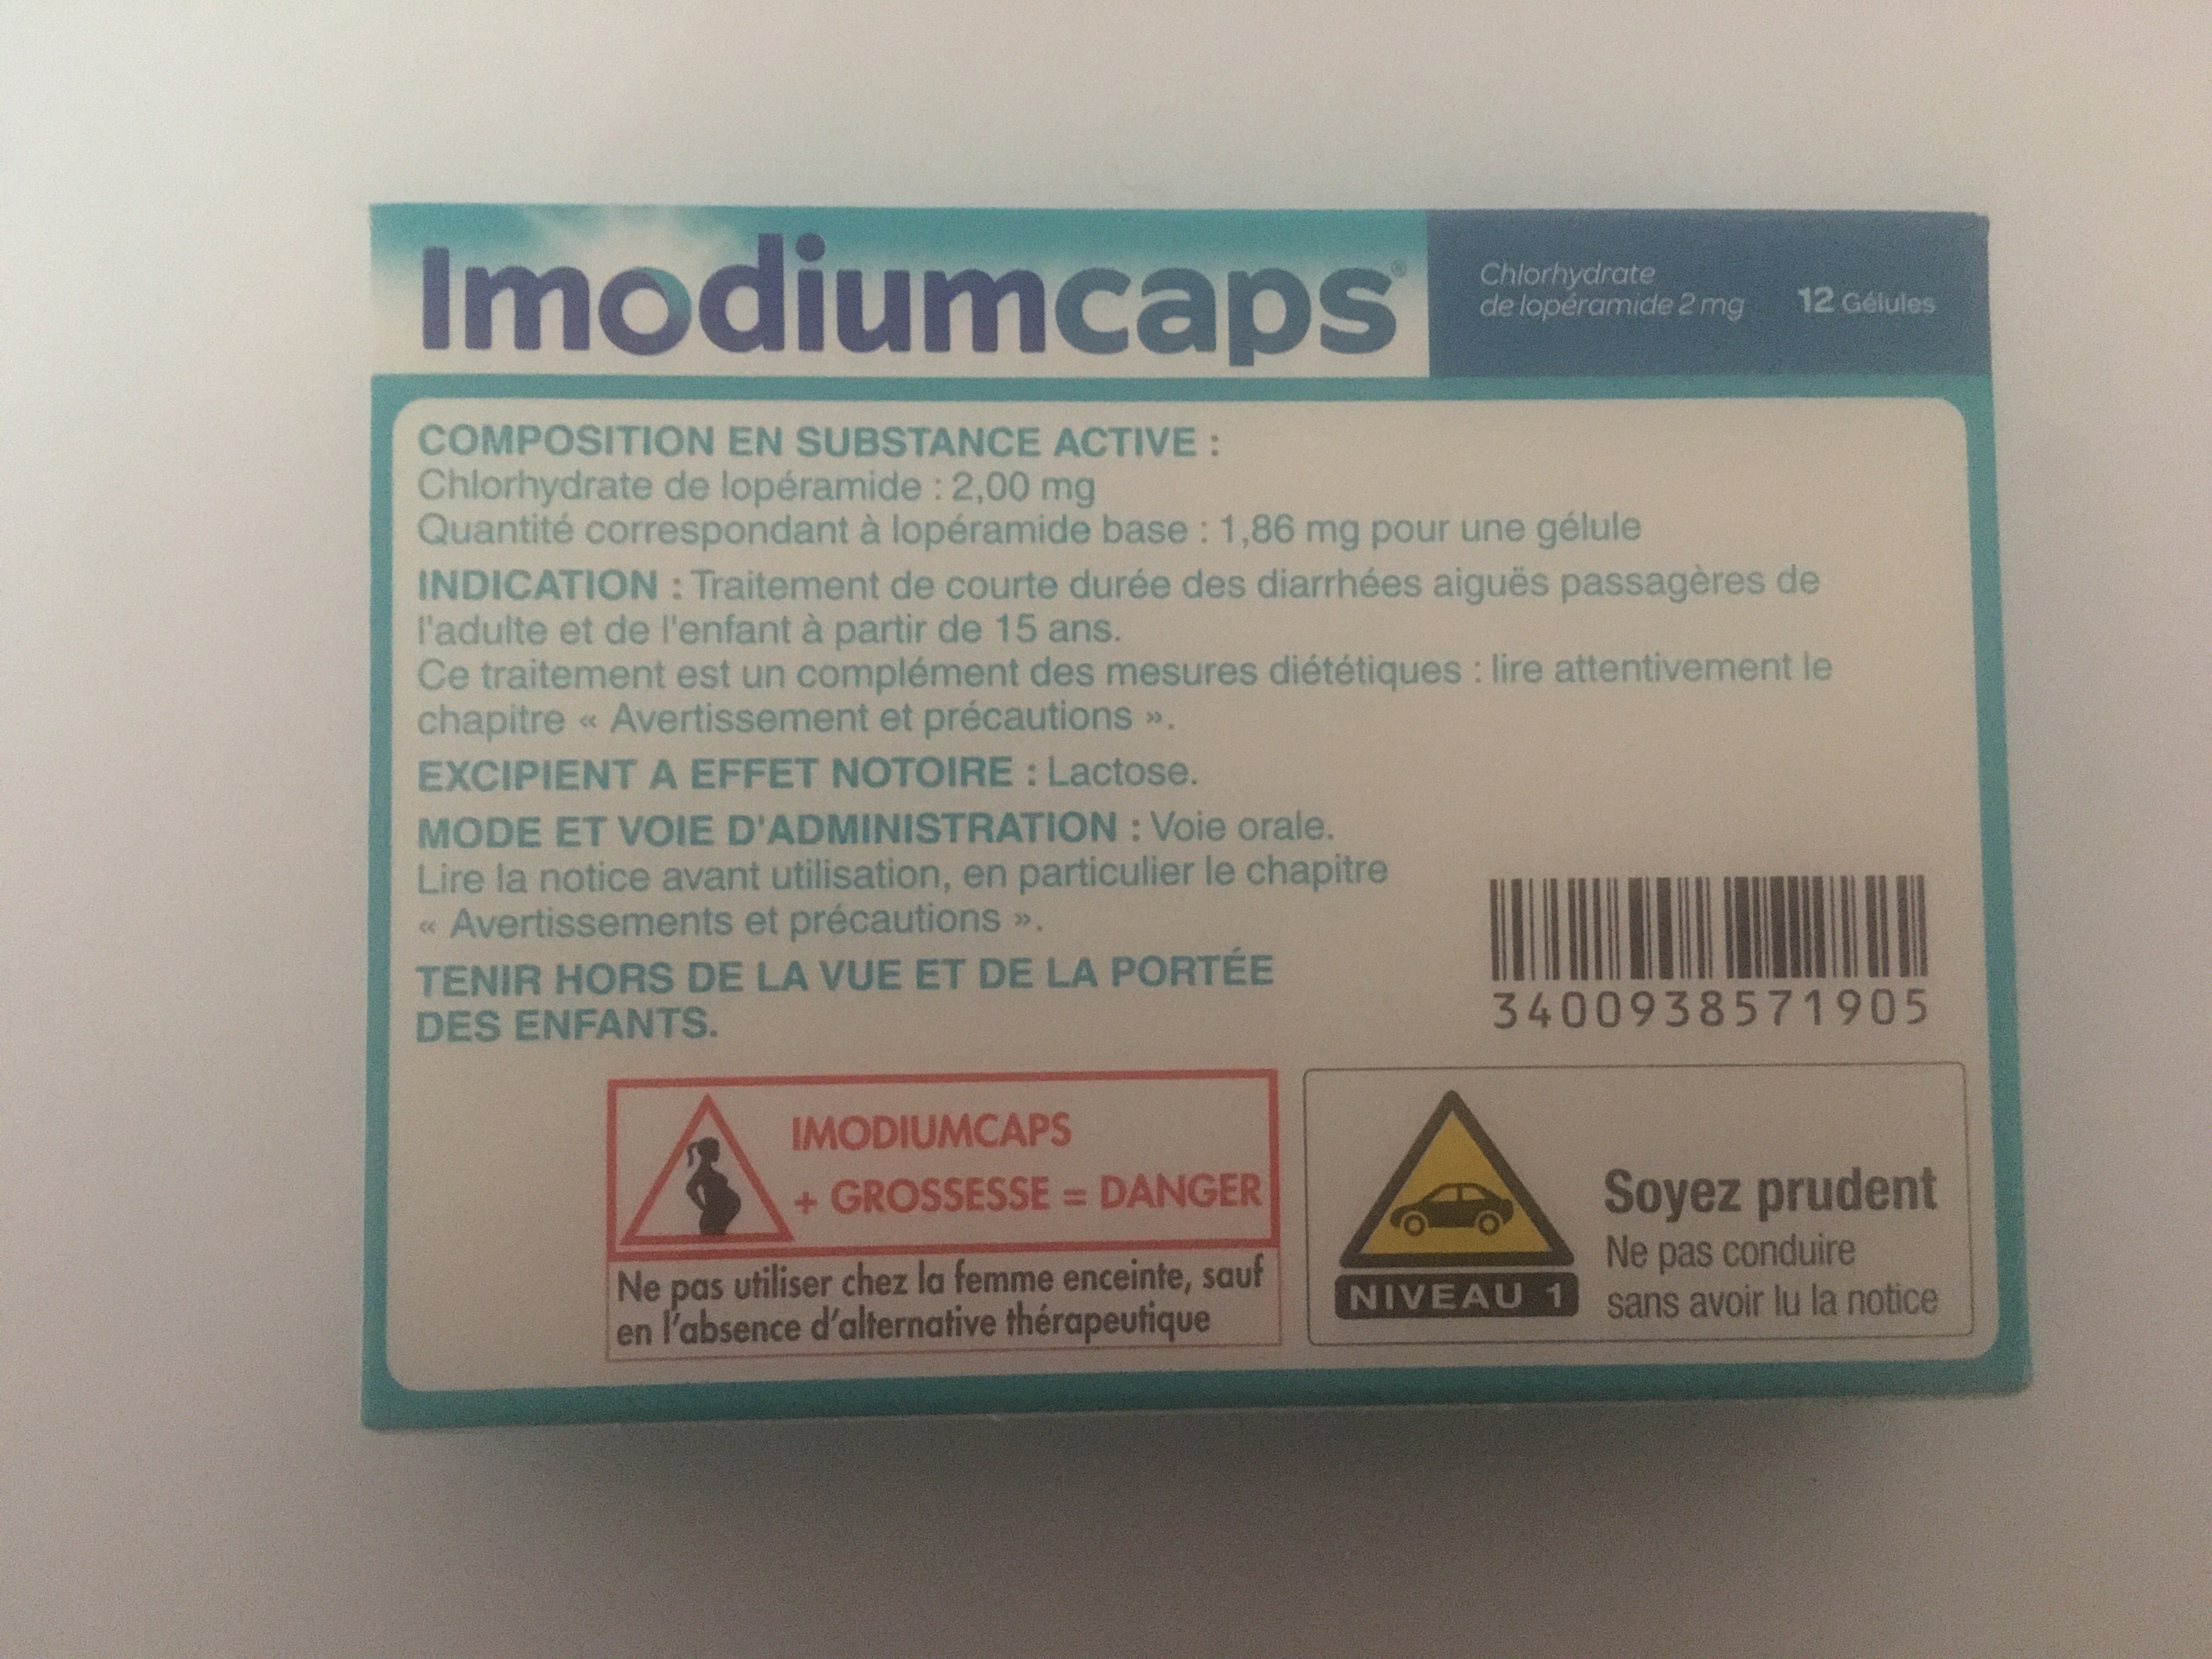 Imodiumcaps®
Chlorhydrate
de lopéramide 2 mg
12 Gélules
COMPOSITION EN SUBSTANCE ACTIVE :
Chlorhydrate de lopéramide : 2,00 mg
Quantité correspondant à lopéramide base : 1,86 mg pour une gélule
INDICATION : Traitement de courte durée des diarrhées aiguës passagères de
l'adulte et de l'enfant à partir de 15 ans.
Ce traitement est un complément des mesures diététiques : lire attentivement le
chapitre « Avertissement et précautions ».
EXCIPIENT A EFFET NOTOIRE : Lactose.
MODE ET VOIE D'ADMINISTRATION : Voie orale.
Lire la notice avant utilisation, en particulier le chapitre
« Avertissements et précautions ».
TENIR HORS DE LA VUE ET DE LA PORTÉE
DES ENFANTS.
3400938571905
IMODIUMCAPS
+ GROSSESSE = DANGER
Ne pas utiliser chez la femme enceinte, sauf
en l'absence d'alternative thérapeutique
NIVEAU 1
Soyez prudent
Ne pas conduire
sans avoir lu la notice